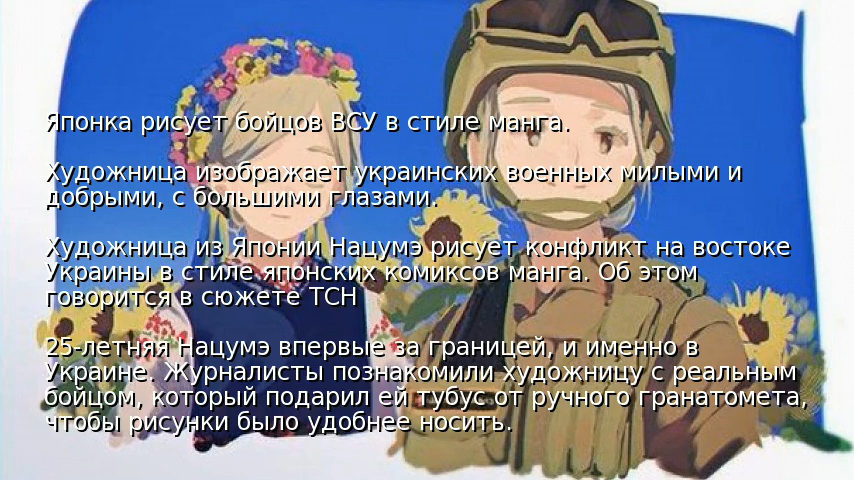 Японка рисует бойцов ВСУ в стиле манга.
Художница изображает украинских военных милыми и
добрыми, с большими глазами.
Художница из Японии Нацумэ рисует конфликт на востоке
Украины в стиле японских комиксов манга. Об этом
говорится в сюжете ТСН
25-летняя Нацумэ впервые за границей, и именно в
Украине. Журналисты познакомили художницу с реальным
бойцом, который подарил ей тубус от ручного гранатомета,
чтобы рисунки было удобнее носить.